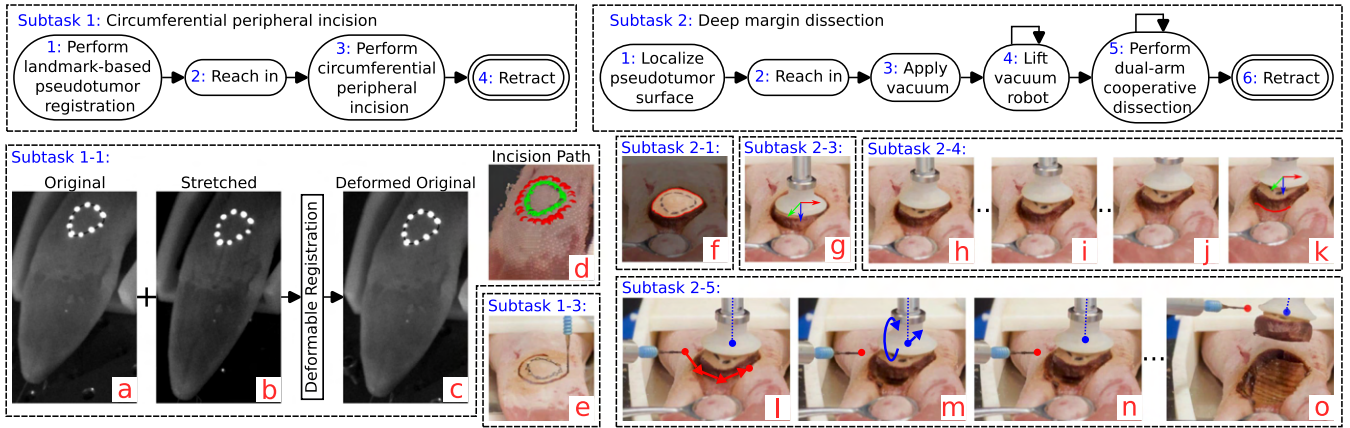 Subtask 1: Circumferential peripheral incision
1: Perform
landmark-based
pseudotumor
registration
2: Reach in
3: Perform
circumferential
peripheral
incision
4: Retract
Subtask 2: Deep margin dissection
1: Localize
pseudotumor
surface
2: Reach in
3: Apply
vacuum
4: Lift
vacuum
robot
5: Perform
dual-arm
cooperative
dissection
6: Retract
Subtask 1-1:
Original
Stretched
Deformable Registration
Deformed Original
Incision Path
a
+
b
c
d
Subtask 1-3:
e
Subtask 2-1:
f
Subtask 2-3:
g
Subtask 2-4:
h
..
i
..
j
k
Subtask 2-5:
l
m
n
...
o